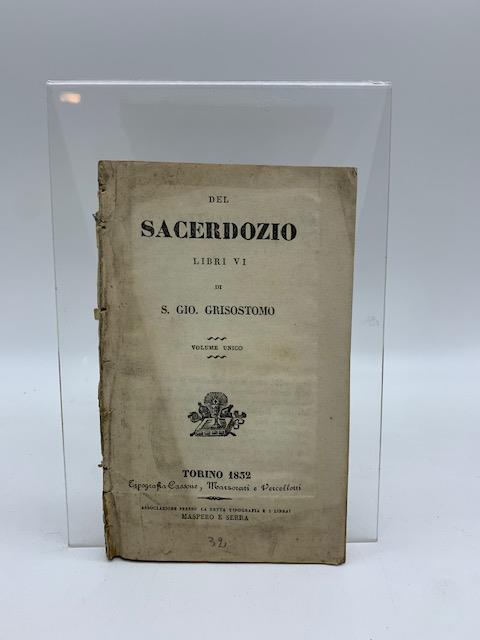 DEL
SACERDOZIO
LIBRI VI
DI
S. GIO. GRISOSTOMO
VOLUME UNICO
TORINO 1832
Tipografia Cassone, Marzorati e Vercellotti
ASSOCIAZIONE PRESSO LA DETTA TIPOGRAFIA E I LIBRAI
MASPERO E SERRA
32